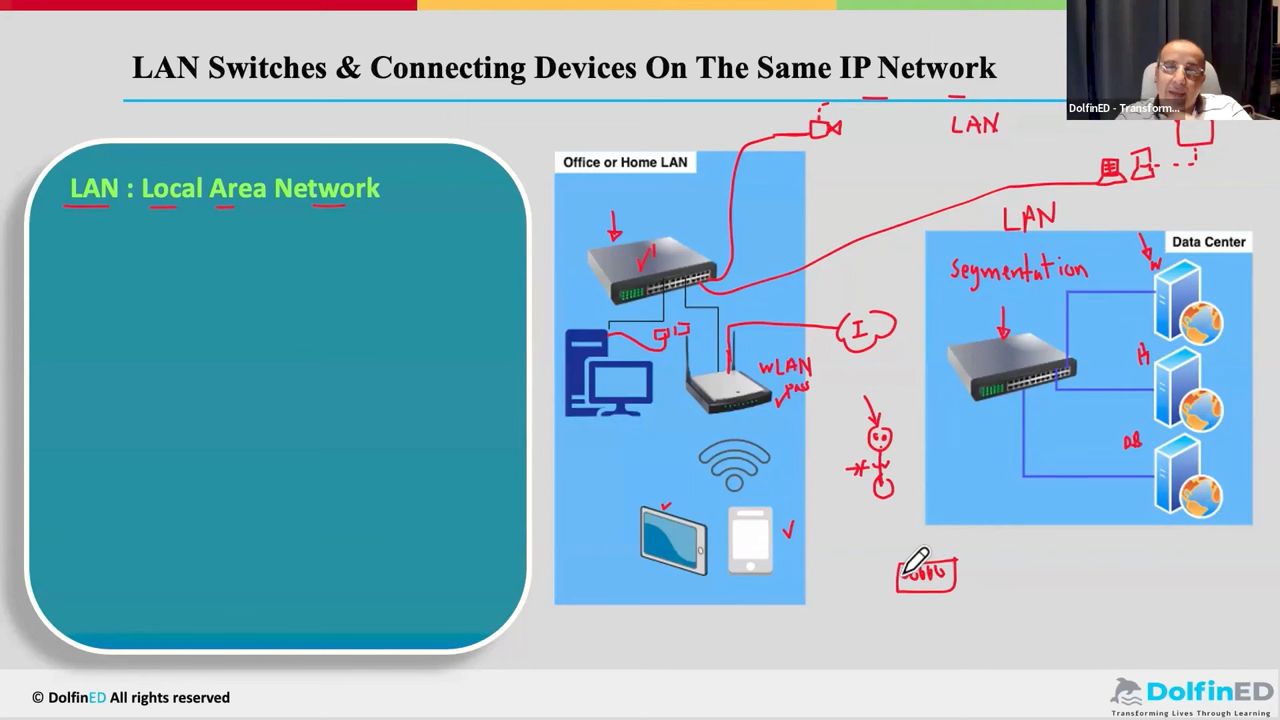 LAN Switches & Connecting Devices On The Same IP Network
DolfinED - Transform...
LAN : Local Area Network
Office or Home LAN
LAN
LAN
Data Center
Segmentation
W
I
WLAN
pass
DB
© DolfinED All rights reserved
DolfinED
Transforming Lives Through Learning